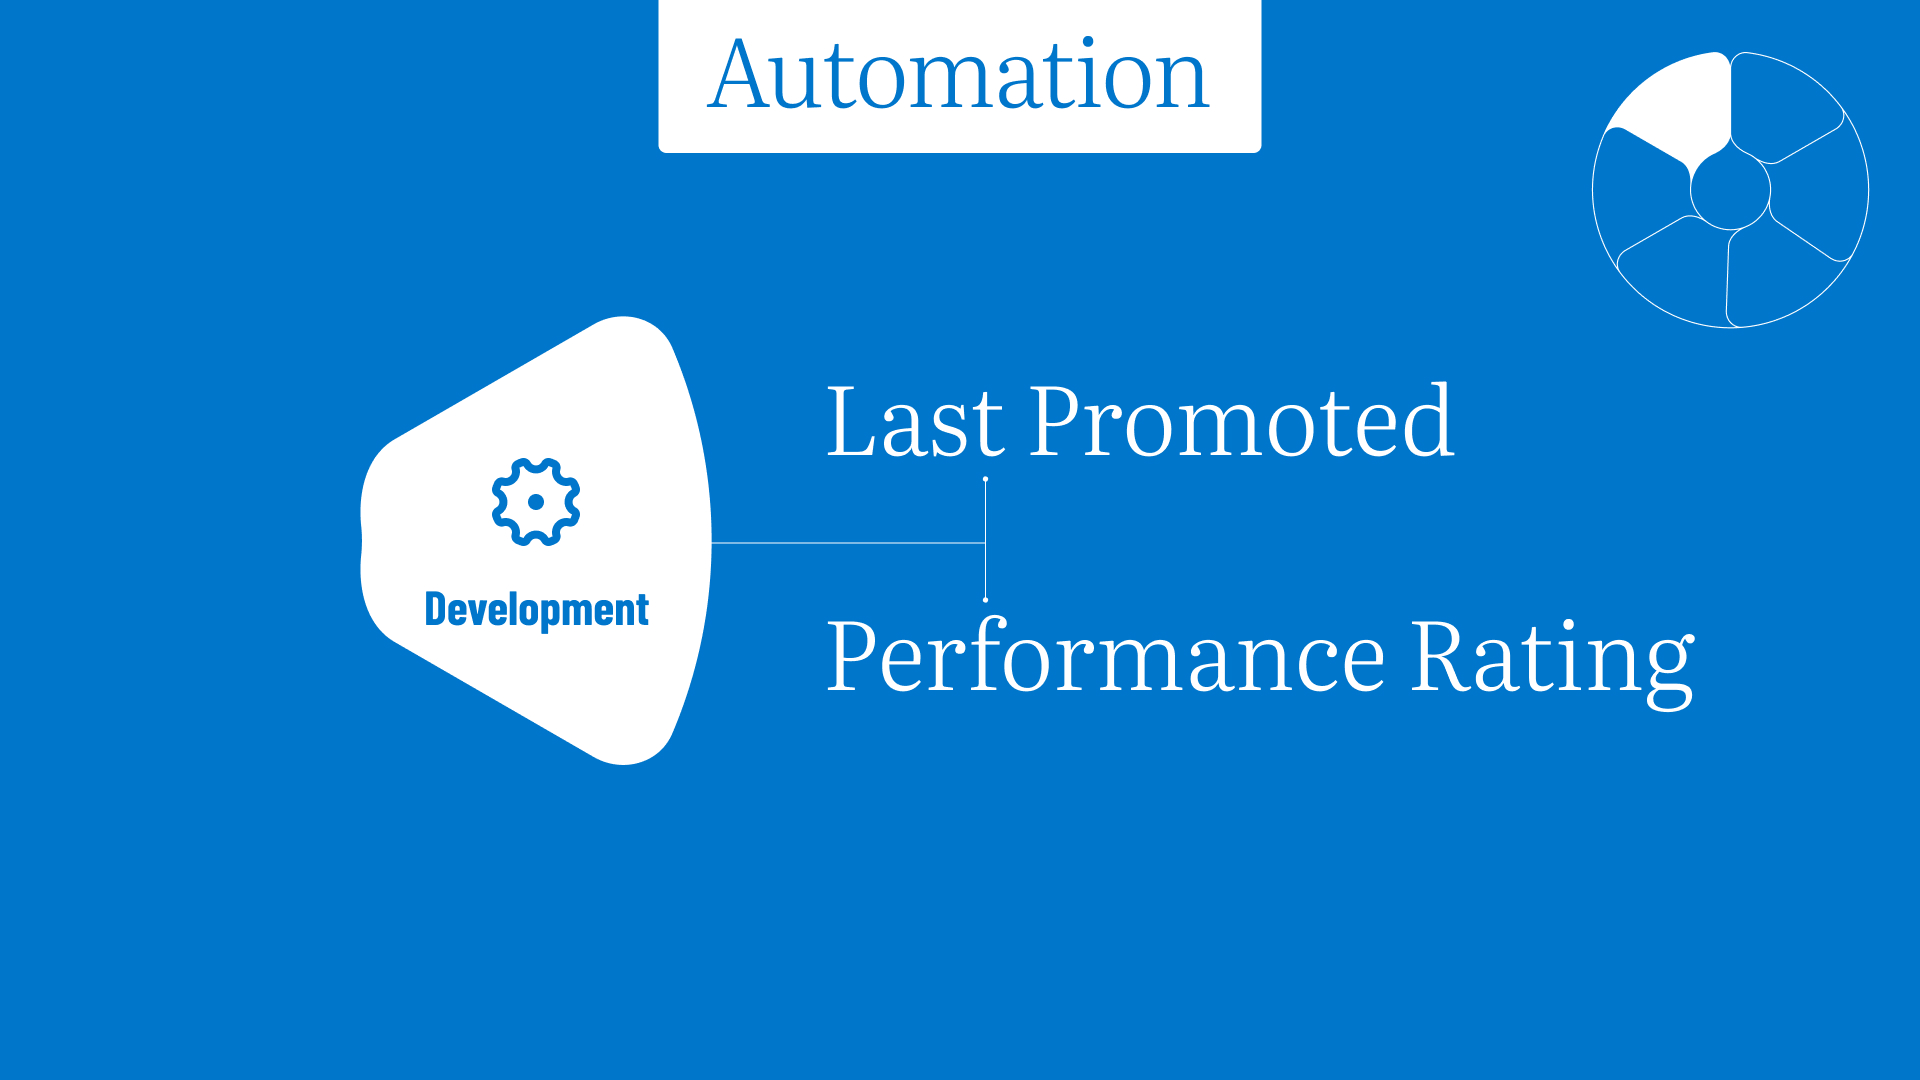 Automation
Development
Last Promoted
Performance Rating